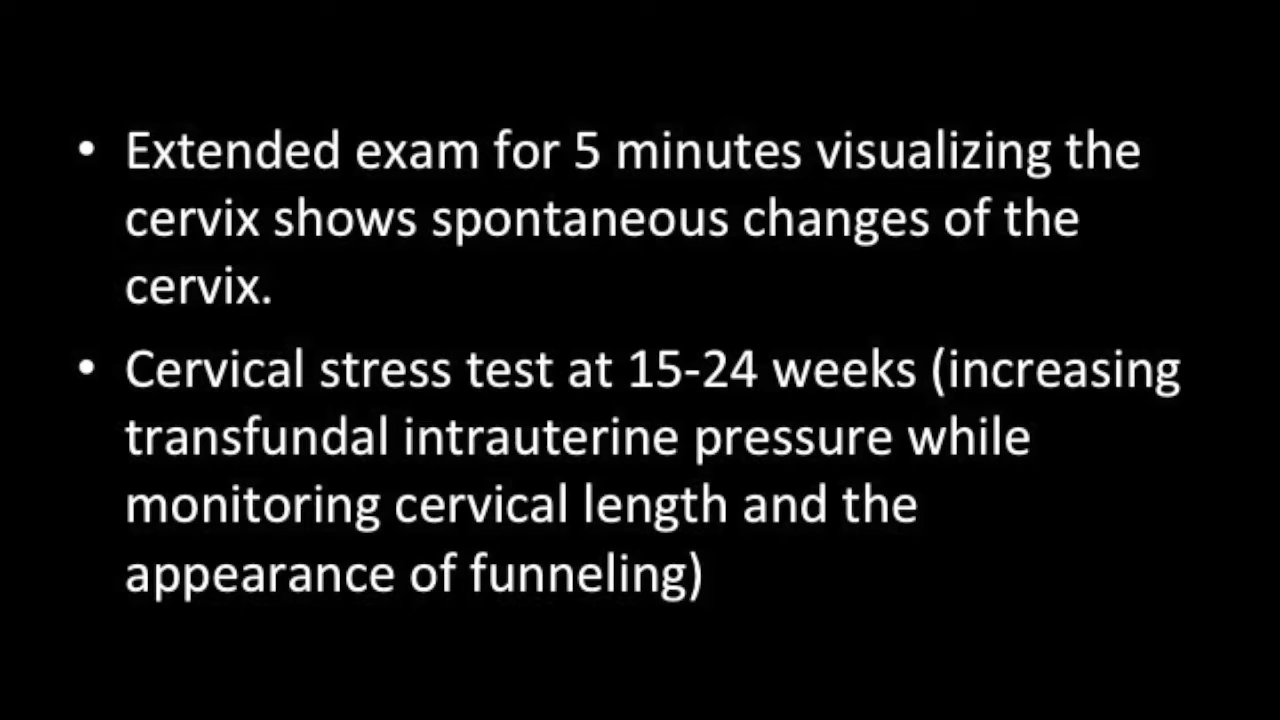 • Extended exam for 5 minutes visualizing the
cervix shows spontaneous changes of the
cervix.
• Cervical stress test at 15-24 weeks (increasing
transfundal intrauterine pressure while
monitoring cervical length and the
appearance of funneling)